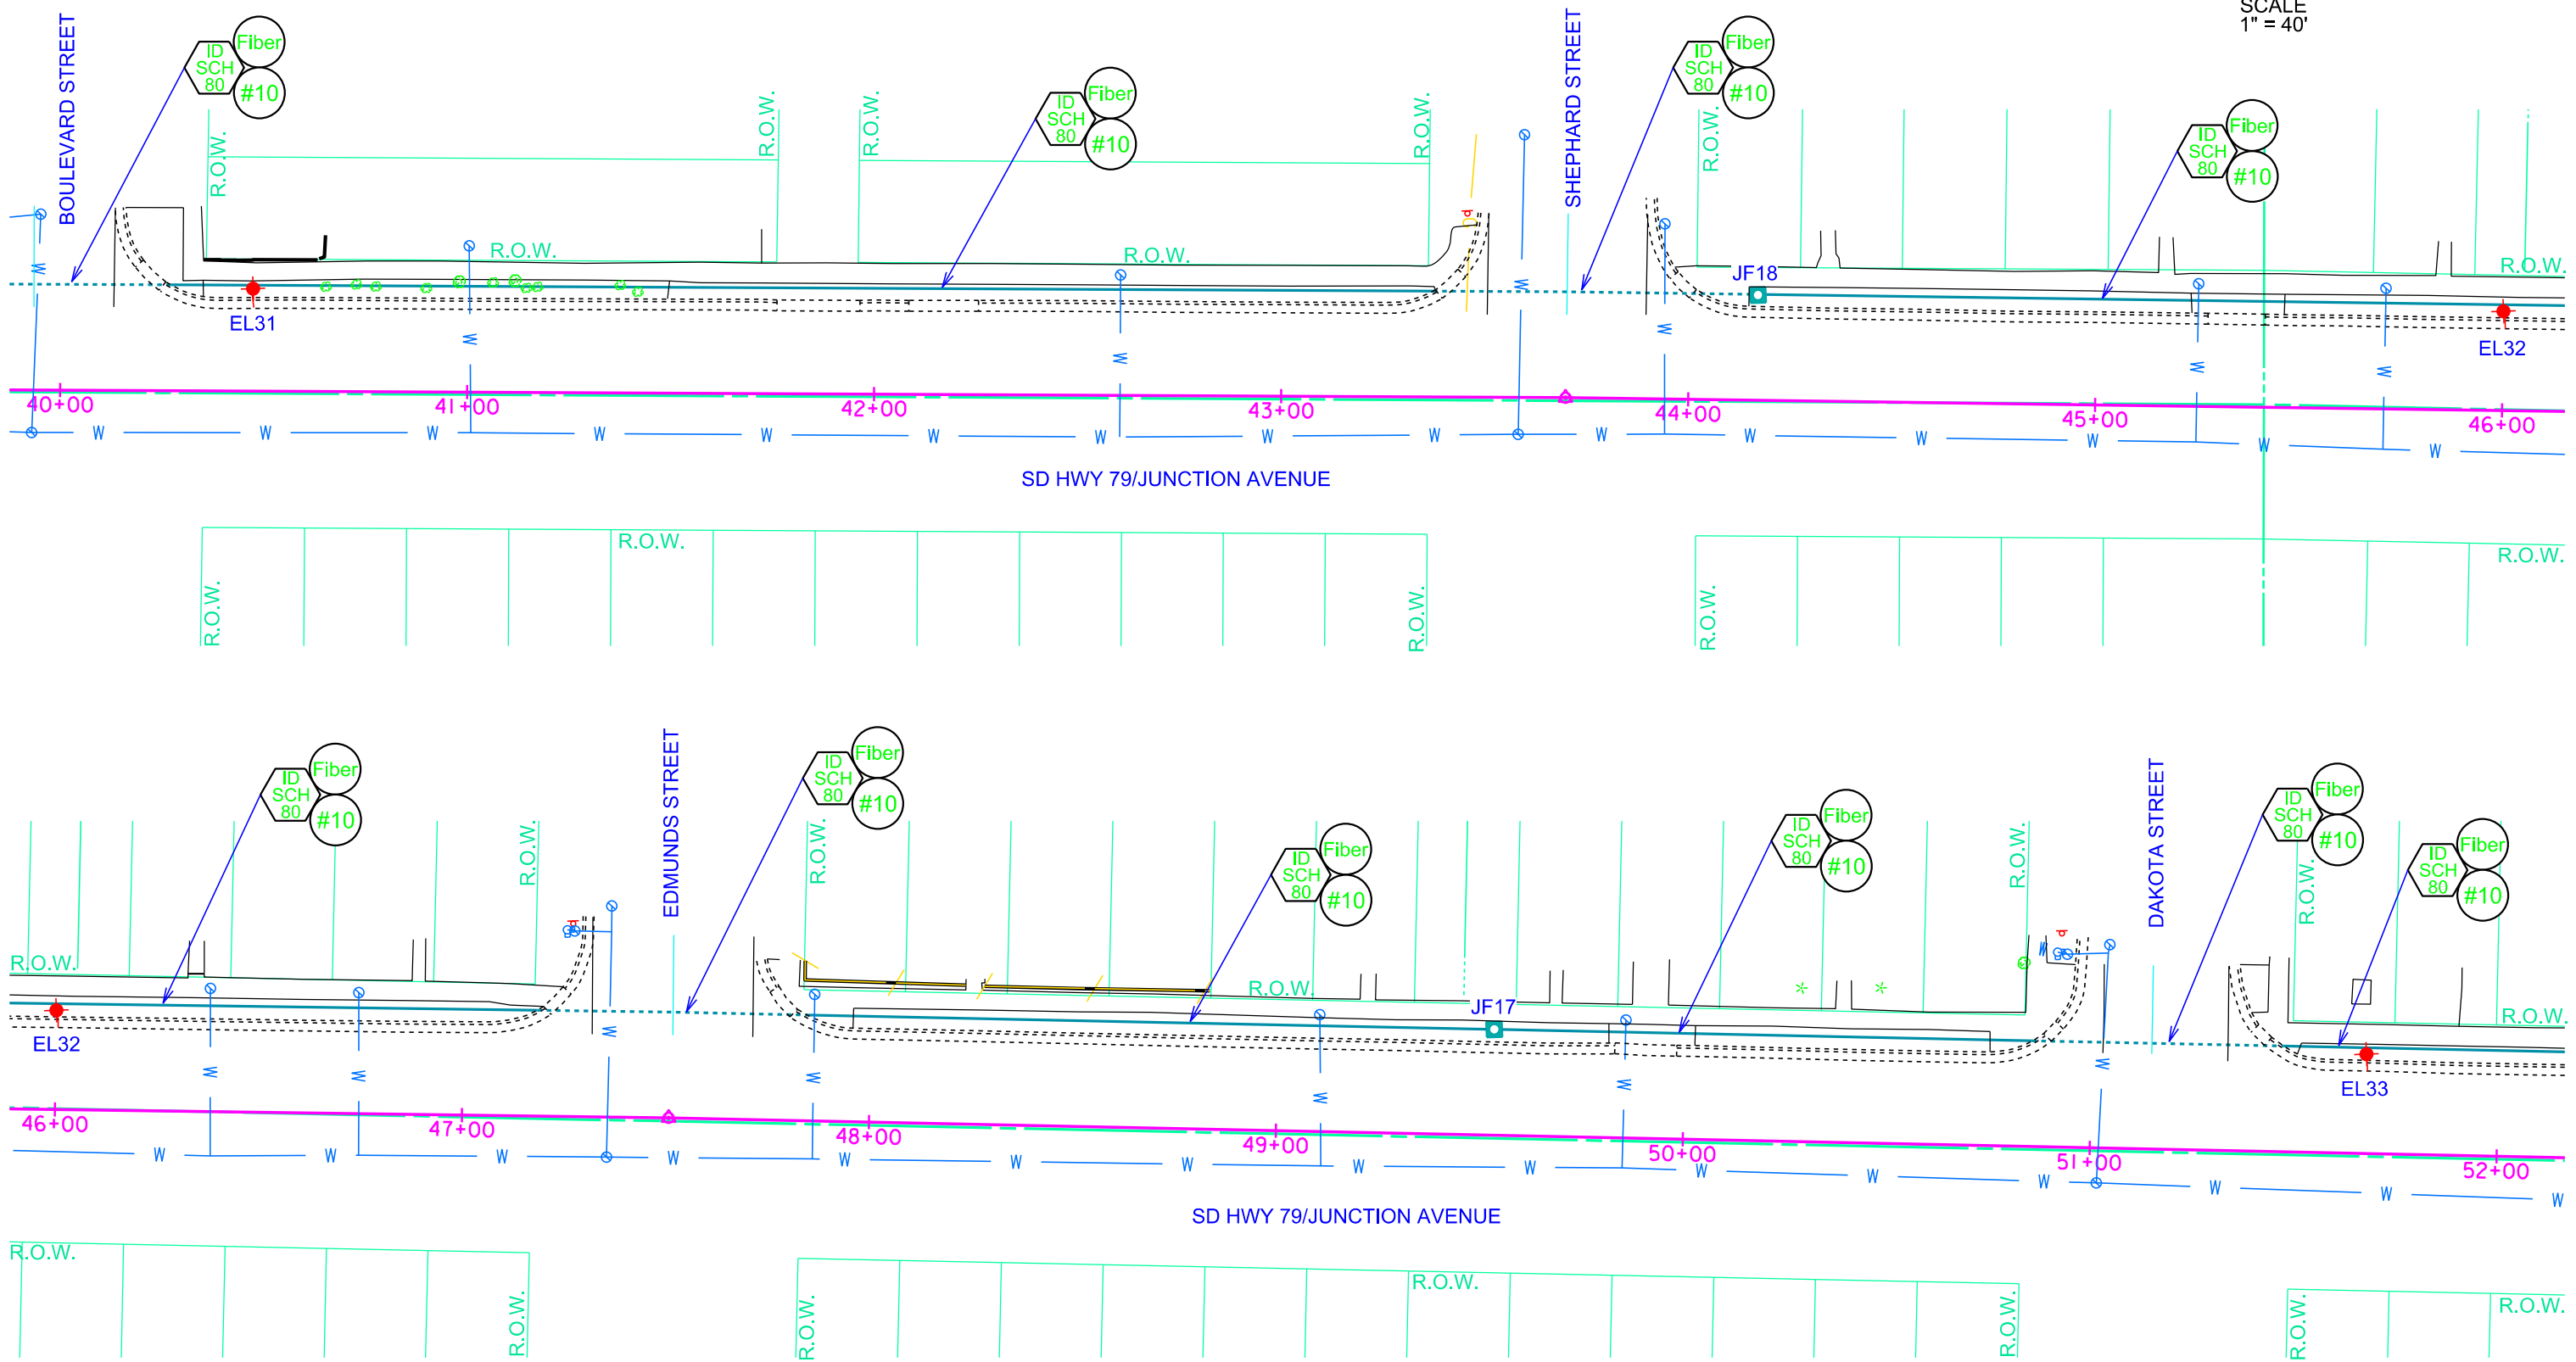 SCALE
1" = 40'
BOULEVARD STREET
ID
SCH
80
Fiber
#10
ID
SCH
80
Fiber
#10
SHEPHARD STREET
ID
SCH
80
Fiber
#10
ID
SCH
80
Fiber
#10
R.O.W.
R.O.W.
R.O.W.
R.O.W.
R.O.W.
R.O.W.
R.O.W.
R.O.W.
P
JF18
EL31
EL32
W
W
W
W
W
W
W
40+00
41+00
42+00
43+00
44+00
45+00
46+00
W W W W W W W W W W W W W W W
SD HWY 79/JUNCTION AVENUE
R.O.W.
R.O.W.
R.O.W.
R.O.W.
R.O.W.
ID
SCH
80
Fiber
#10
EDMUNDS STREET
ID
SCH
80
Fiber
#10
ID
SCH
80
Fiber
#10
ID
SCH
80
Fiber
#10
DAKOTA STREET
ID
SCH
80
Fiber
#10
ID
SCH
80
Fiber
#10
R.O.W.
R.O.W.
R.O.W.
R.O.W.
R.O.W.
R.O.W.
R.O.W.
P
P
W
JF17
EL32
EL33
W
W
W
W
W
W
W
46+00
47+00
48+00
49+00
50+00
51+00
52+00
W W W W W W W W W W W W W W W
SD HWY 79/JUNCTION AVENUE
R.O.W.
R.O.W.
R.O.W.
R.O.W.
R.O.W.
R.O.W.
R.O.W.